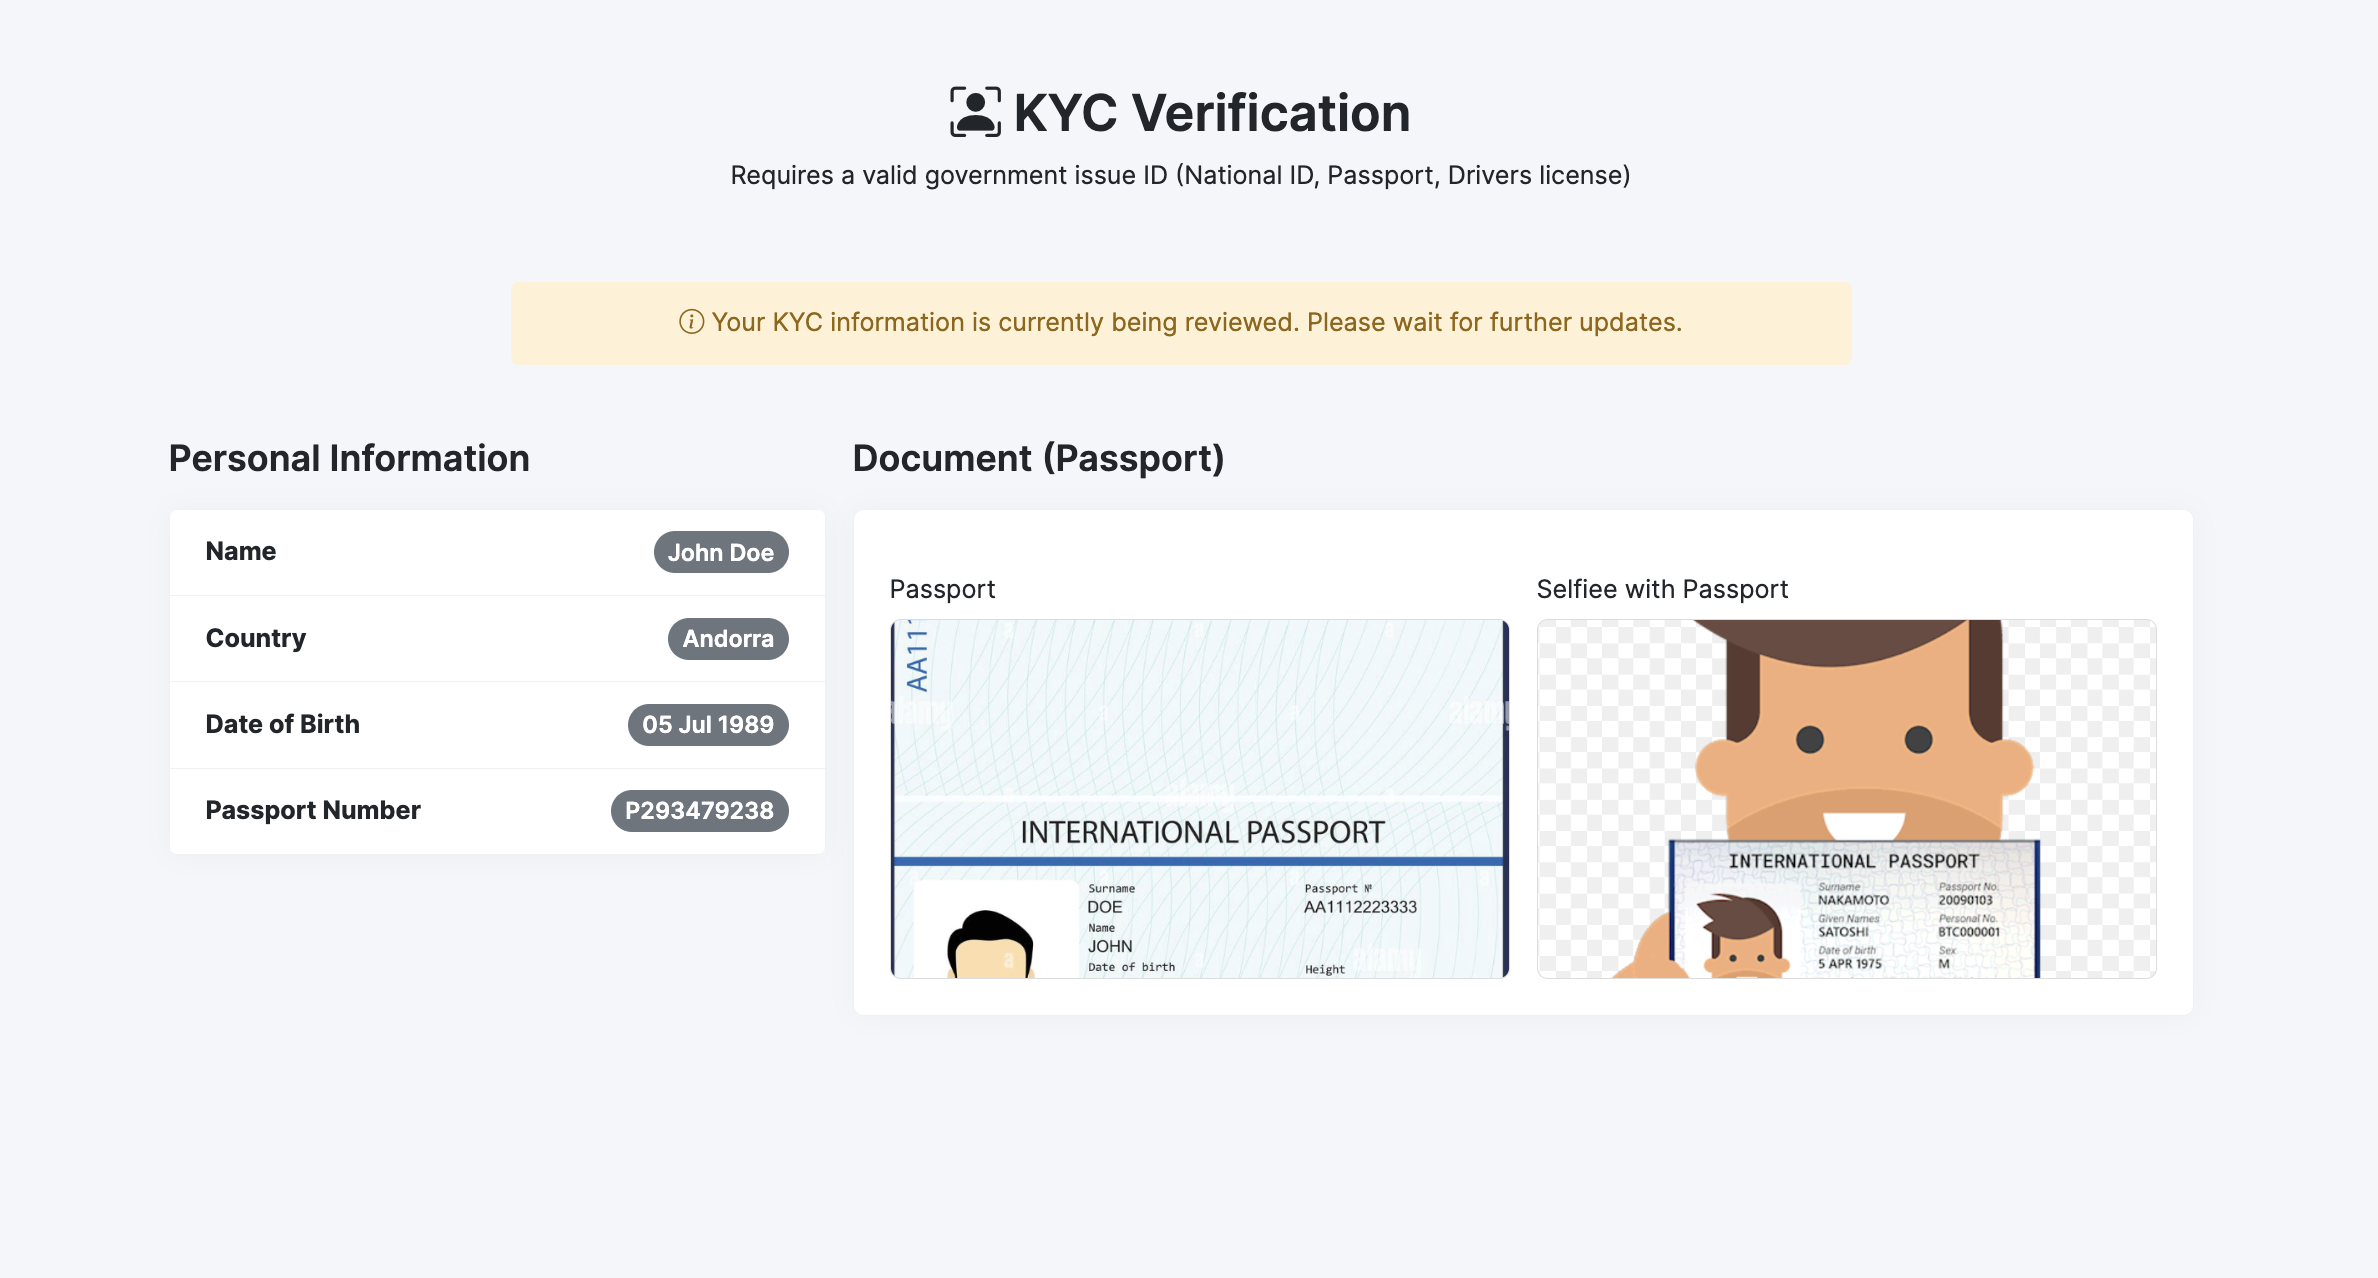 KYC Verification
Requires a valid government issue ID (National ID, Passport, Drivers license)
Your KYC information is currently being reviewed. Please wait for further updates.
Personal Information
Name
John Doe
Country
Andorra
Date of Birth
05 Jul 1989
Passport Number
P293479238
Document (Passport)
Passport
AA111
alamy
alamy
INTERNATIONAL PASSPORT
Surname
Passport №
DOE
AA1112223333
Name
JOHN
Date of birth
Height
Selfiee with Passport
INTERNATIONAL PASSPORT
Surname
Passport No.
NAKAMOTO
20090103
Given Names
Personal No.
SATOSHI
BTC000001
Date of birth
Sex
5 APR 1975
M